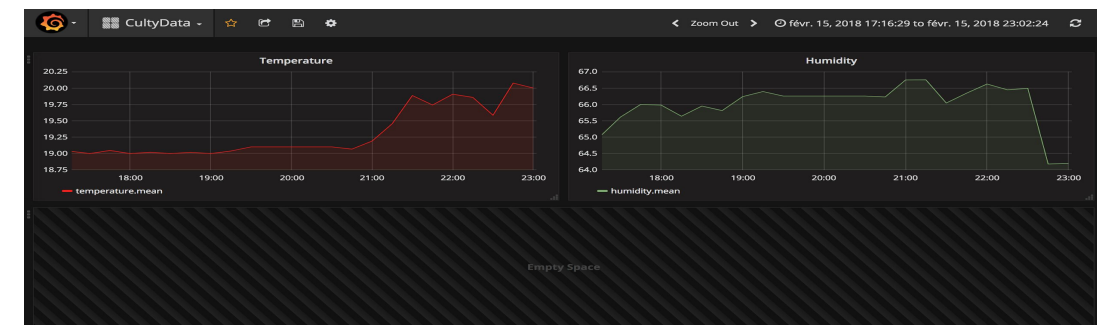 CultyData
Zoom Out
févr. 15, 2018 17:16:29 to févr. 15, 2018 23:02:24
Temperature
20.25
20.00
19.75
19.50
19.25
19.00
18.75
18:00 19:00 20:00 21:00 22:00 23:00
temperature.mean
Humidity
67.0
66.5
66.0
65.5
65.0
64.5
64.0
18:00 19:00 20:00 21:00 22:00 23:00
humidity.mean
Empty Space